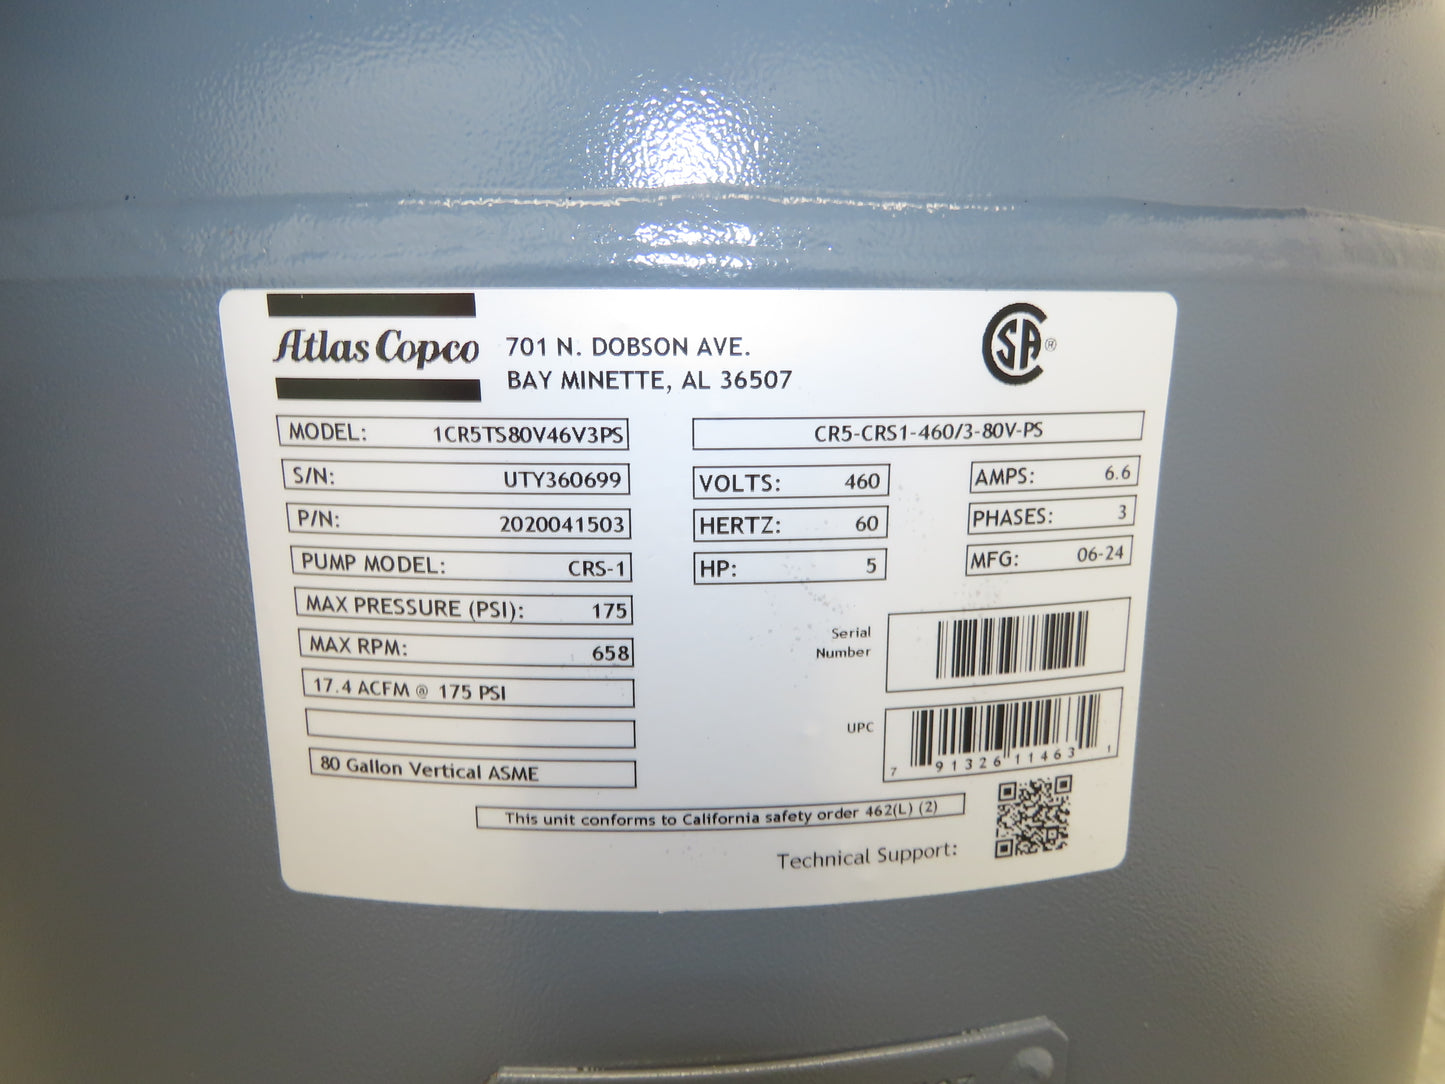 Atlas Copco
701 N. DOBSON AVE.
BAY MINETTE, AL 36507
SA ®
MODEL: 1CR5TS80V46V3PS
CR5-CRS1-460/3-80V-PS
S/N: UTY360699
VOLTS: 460
AMPS: 6.6
P/N: 2020041503
HERTZ: 60
PHASES: 3
PUMP MODEL: CRS-1
HP: 5
MFG: 06-24
MAX PRESSURE (PSI): 175
MAX RPM: 658
17.4 ACFM @ 175 PSI
80 Gallon Vertical ASME
Serial
Number
UPC
7 91326 11463 1
This unit conforms to California safety order 462(L) (2)
Technical Support: